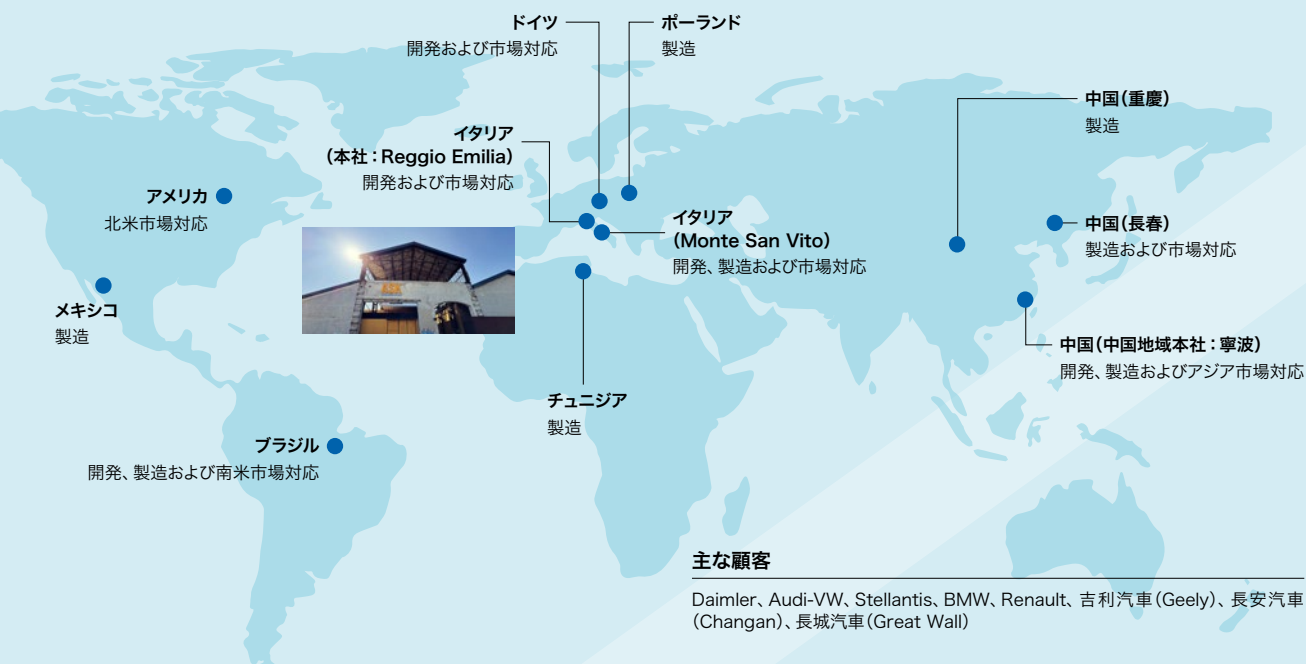 ドイツ
開発および市場対応
ポーランド
製造
中国(重慶)
製造
イタリア
(本社:Reggio Emilia)
開発および市場対応
アメリカ
北米市場対応
イタリア
(Monte San Vito)
開発、製造および市場対応
中国(長春)
製造および市場対応
メキシコ
製造
中国(中国地域本社:寧波)
開発、製造およびアジア市場対応
チュニジア
製造
ブラジル
開発、製造および南米市場対応
主な顧客
Daimler、Audi-VW、Stellantis、BMW、Renault、吉利汽車(Geely)、長安汽車
(Changan)、長城汽車(Great Wall)